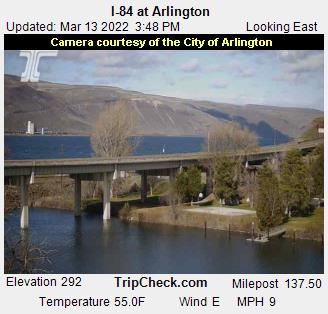 I-84 at Arlington
Updated: Mar 13 2022 3:48 PM Looking East
Camera courtesy of the City of Arlington
Elevation 292 TripCheck.com Milepost 137.50
Temperature 55.0F Wind E MPH 9